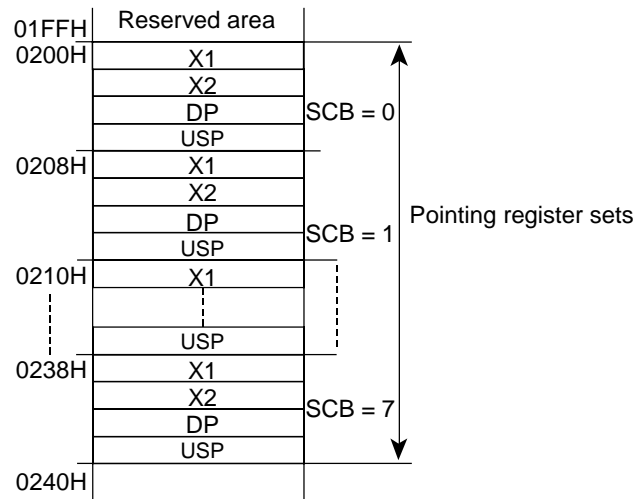 Reserved area
01FFH
0200H
X1
X2
DP
SCB = 0
USP
0208H
X1
X2
Pointing register sets
DP
SCB = 1
USP
0210H
X1
USP
0238H
X1
X2
SCB = 7
DP
USP
0240H